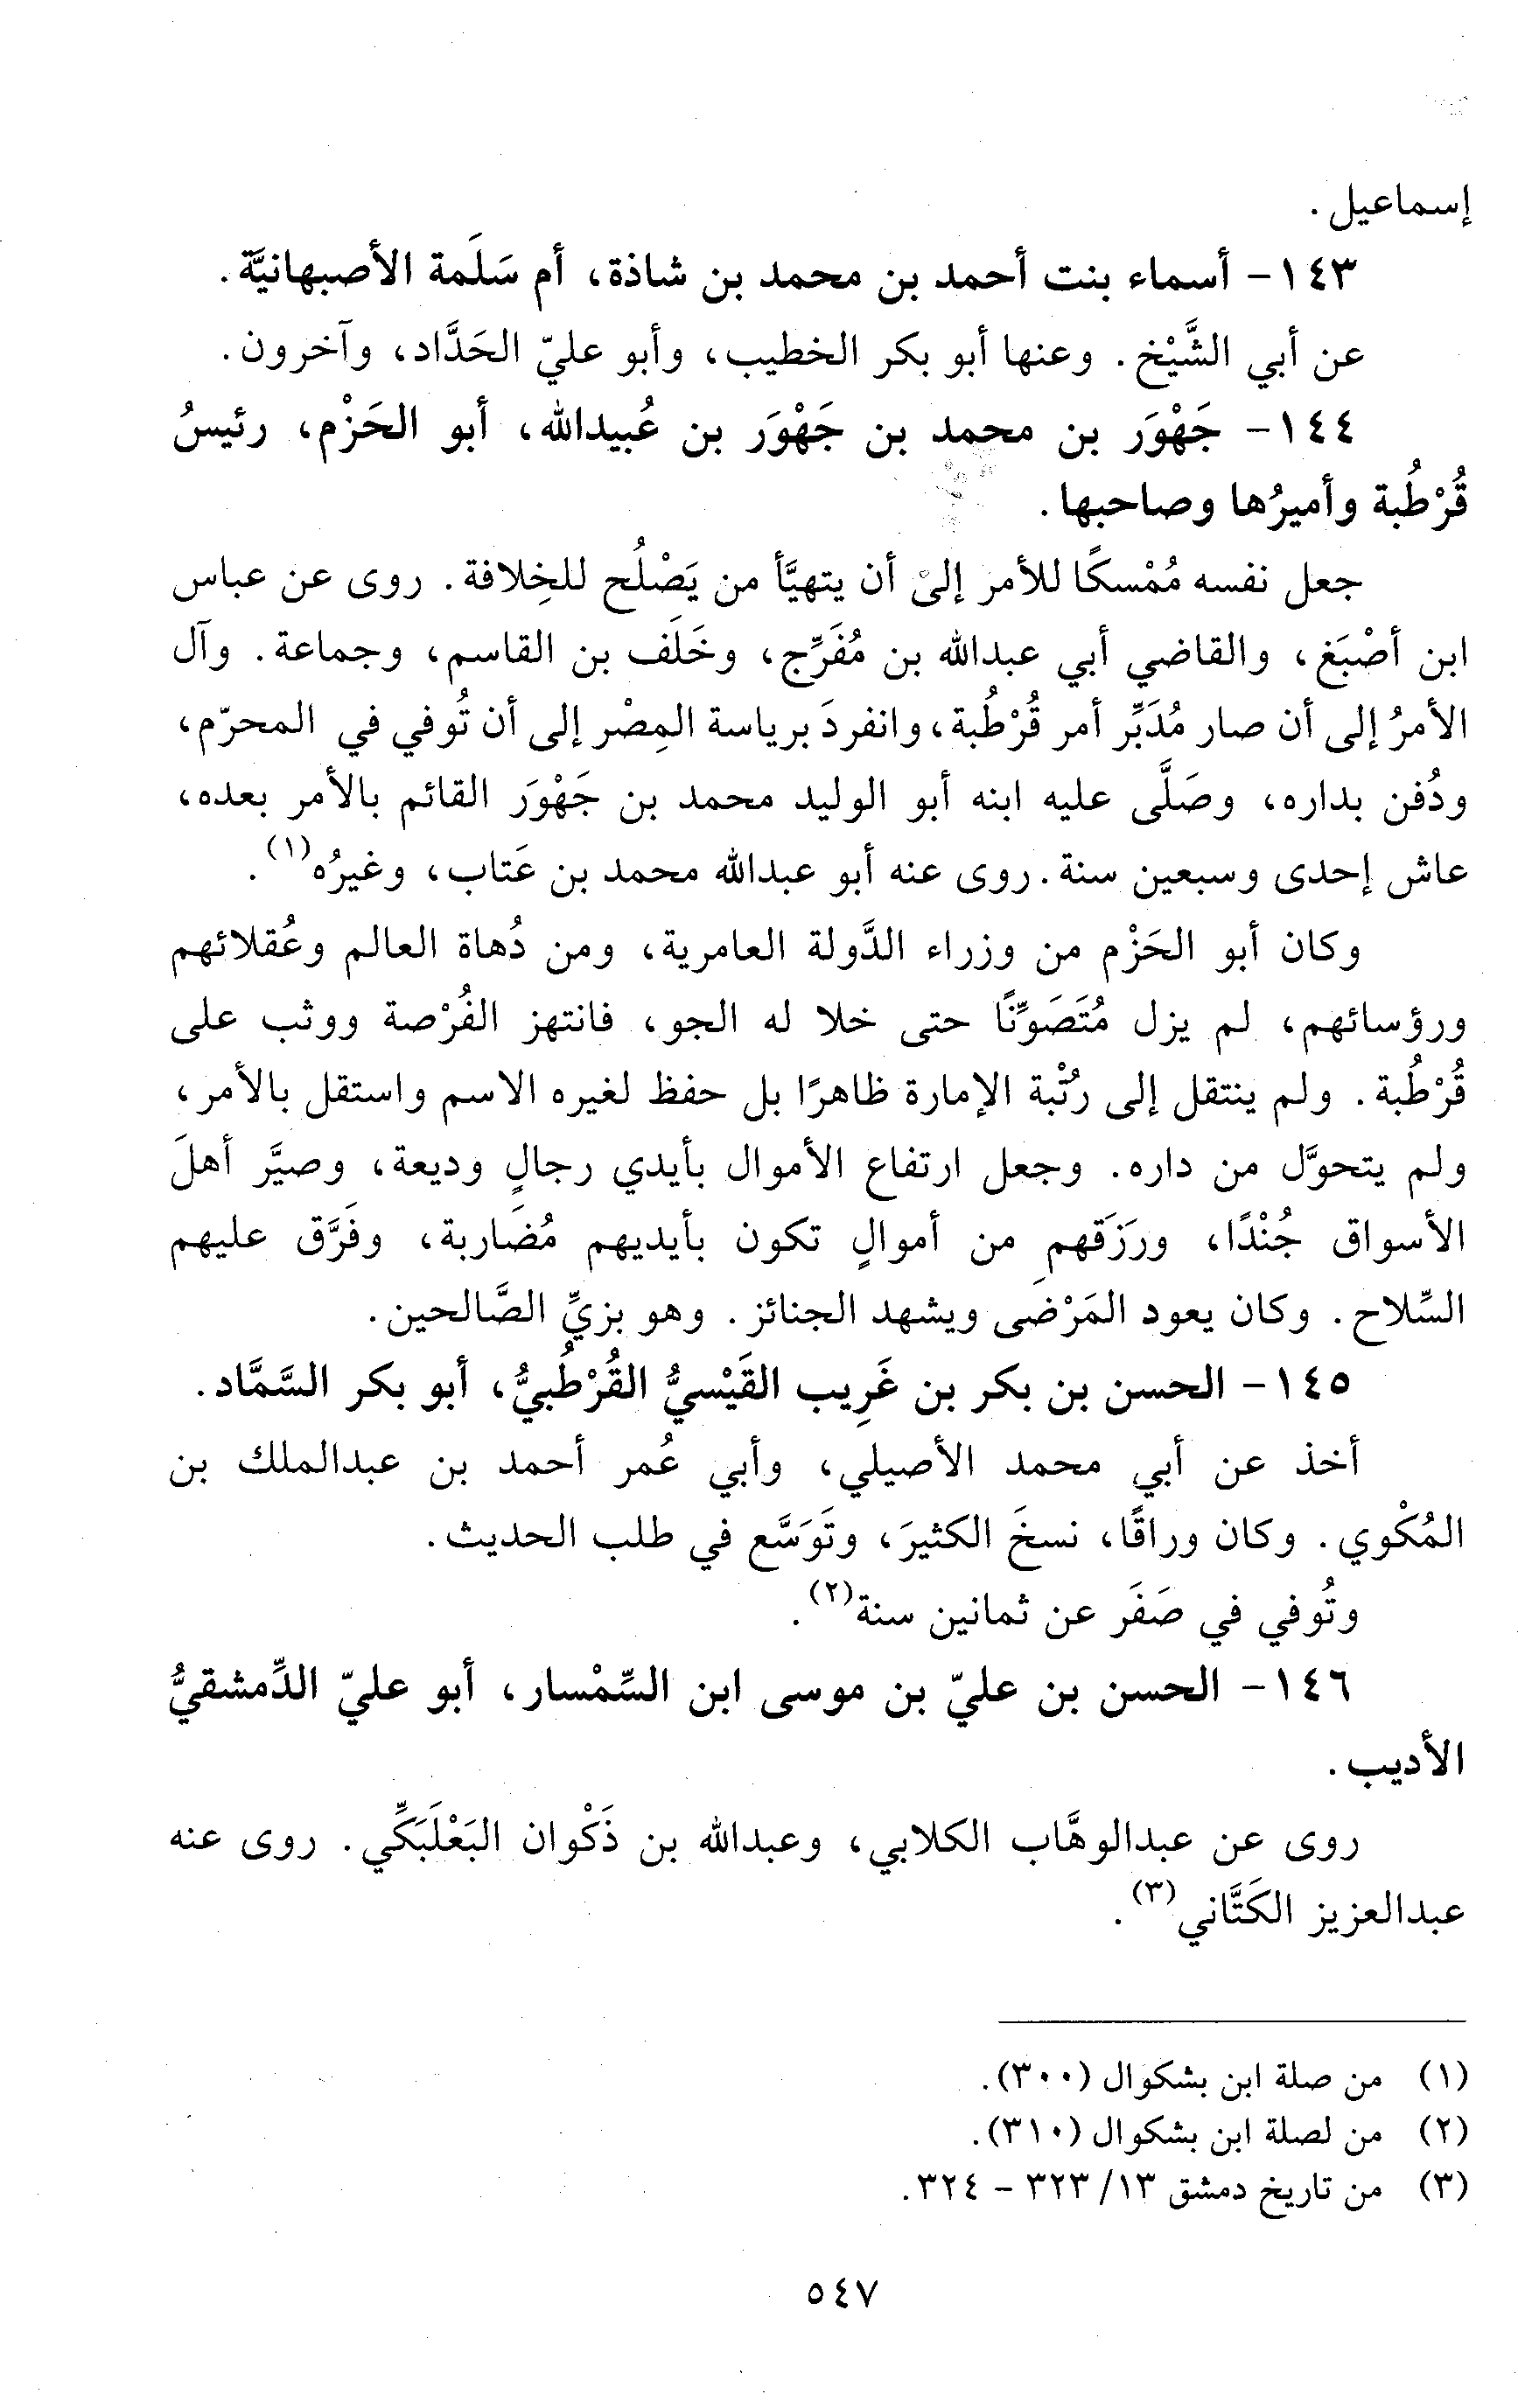 إسماعيل.
١٤٣- أسماء بنت أحمد بن محمد بن شاذة، أم سَلَمة الأصبهانيَّة.
عن أبي الشَّيْخ. وعنها أبو بكر الخطيب، وأبو عليّ الحَدَّاد، وآخرون.
١٤٤- جَهْوَر بن محمد بن جَهْوَر بن عُبيدالله، أبو الحَزْم، رئيسُ
قُرْطُبة وأميرُها وصاحبها.
جعل نفسه مُمْسكًا للأمر إلىْ أن يتهيَّأ من يَصْلُح للخِلافة. روى عن عباس
ابن أصْبَغ، والقاضي أبي عبدالله بن مُفَرِّج، وخَلَف بن القاسم، وجماعة. وآل
الأمرُ إلى أن صار مُدَبِّر أمر قُرْطُبة، وانفردَ برياسة المِصْر إلى أن تُوفي في المحرّم،
ودُفن بداره، وصَلَّى عليه ابنه أبو الوليد محمد بن جَهْوَر القائم بالأمر بعده،
عاش إحدى وسبعين سنة. روى عنه أبو عبدالله محمد بن عَتاب، وغيرُه(١).
وكان أبو الحَزْم من وزراء الدَّولة العامرية، ومن دُهاة العالم وعُقلائهم
ورؤسائهم، لم يزل مُتَصَوِّنًا حتى خلا له الجو، فانتهز الفُرْصة ووثب على
قُرْطُبة. ولم ينتقل إلى رُتْبة الإمارة ظاهرًا بل حفظ لغيره الاسم واستقل بالأمر،
ولم يتحوَّل من داره. وجعل ارتفاع الأموال بأيدي رجالٍ وديعة، وصيَّر أهلَ
الأسواق جُنْدًا، ورَزَقهم من أموالٍ تكون بأيديهم مُضَاربة، وفَرَّق عليهم
السِّلاح. وكان يعود المَرْضَى ويشهد الجنائز. وهو بزيِّ الصَّالحين.
١٤٥- الحسن بن بكر بن غَرِيب القَيْسيُّ القُرْطُبيُّ، أبو بكر السَّمَّاد.
أخذ عن أبي محمد الأصيلي، وأبي عُمر أحمد بن عبدالملك بن
المُكْوي. وكان وراقًا، نسخَ الكثيرَ، وتَوَسَّع في طلب الحديث.
وتُوفي في صَفَر عن ثمانين سنة(٢).
١٤٦- الحسن بن عليّ بن موسى ابن السِّمْسار، أبو عليّ الدِّمشقيُّ
الأديب.
روى عن عبدالوهَّاب الكلابي، وعبدالله بن ذَكْوان البَعْلَبَكِّي. روى عنه
عبدالعزيز الكَتَّاني(٣).
(١) من صلة ابن بشكوال (٣٠٠).
(٢) من لصلة ابن بشكوال (٣١٠).
(٣) من تاريخ دمشق ١٣/ ٣٢٣ - ٣٢٤.
٥٤٧